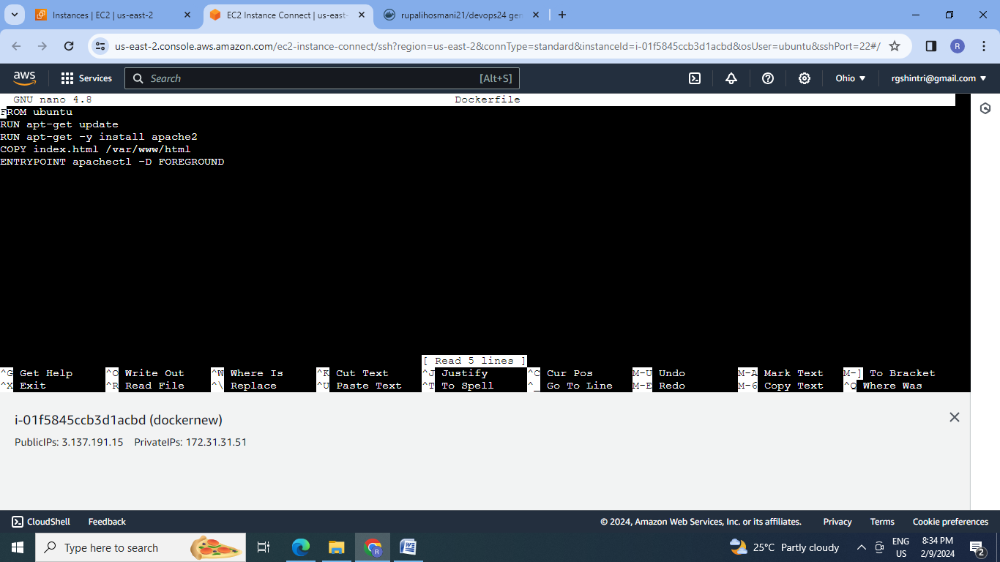 Instances | EC2 | us-east-2
EC2 Instance Connect | us-east-
rupalihosmani21/devops24 gen
us-east-2.console.aws.amazon.com/ec2-instance-connect/ssh?region=us-east-2&connType=standard&instanceId=i-01f5845ccb3d1acbd&osUser=ubuntu&sshPort=22#/
R
aws
Services
Search
[Alt+S]
Ohio
rgshintri@gmail.com
GNU nano 4.8 Dockerfile
FROM ubuntu
RUN apt-get update
RUN apt-get -y install apache2
COPY index.html /var/www/html
ENTRYPOINT apachectl -D FOREGROUND
[ Read 5 lines ]
^G Get Help ^O Write Out ^W Where Is ^K Cut Text ^J Justify ^C Cur Pos M-U Undo M-A Mark Text M-] To Bracket
^X Exit ^R Read File ^\ Replace ^U Paste Text ^T To Spell ^_ Go To Line M-E Redo M-6 Copy Text ^Q Where Was
i-01f5845ccb3d1acbd (dockernew)
PublicIPs: 3.137.191.15 PrivateIPs: 172.31.31.51
CloudShell Feedback
© 2024, Amazon Web Services, Inc. or its affiliates. Privacy Terms Cookie preferences
Type here to search
25°C Partly cloudy
ENG
US
8:34 PM
2/9/2024
2